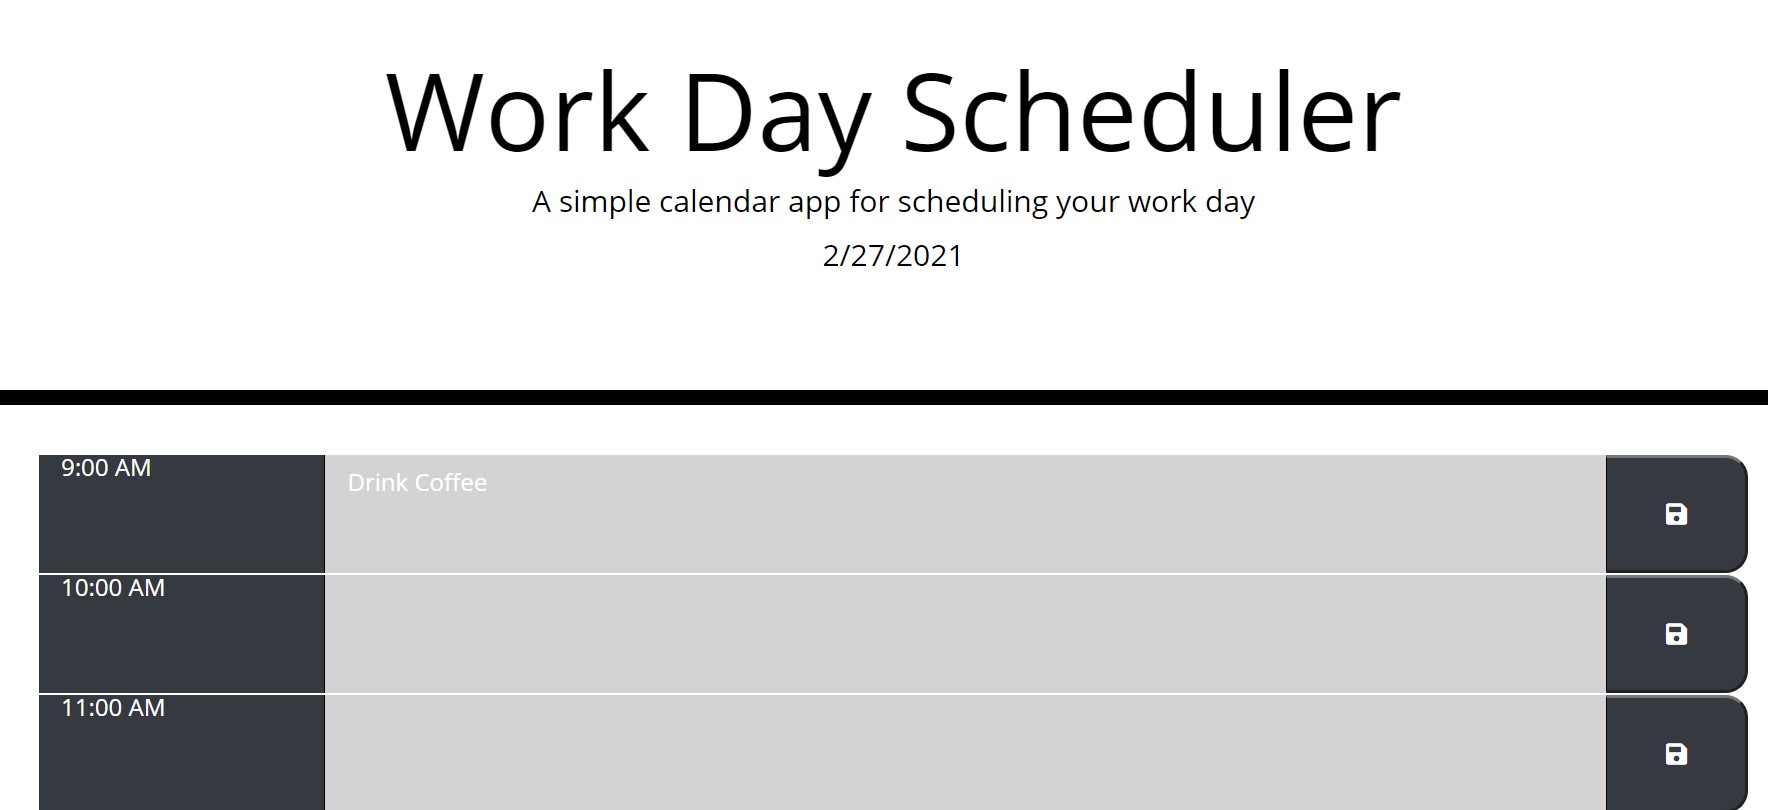 Work Day Scheduler
A simple calendar app for scheduling your work day
2/27/2021
9:00 AM
Drink Coffee
10:00 AM
11:00 AM